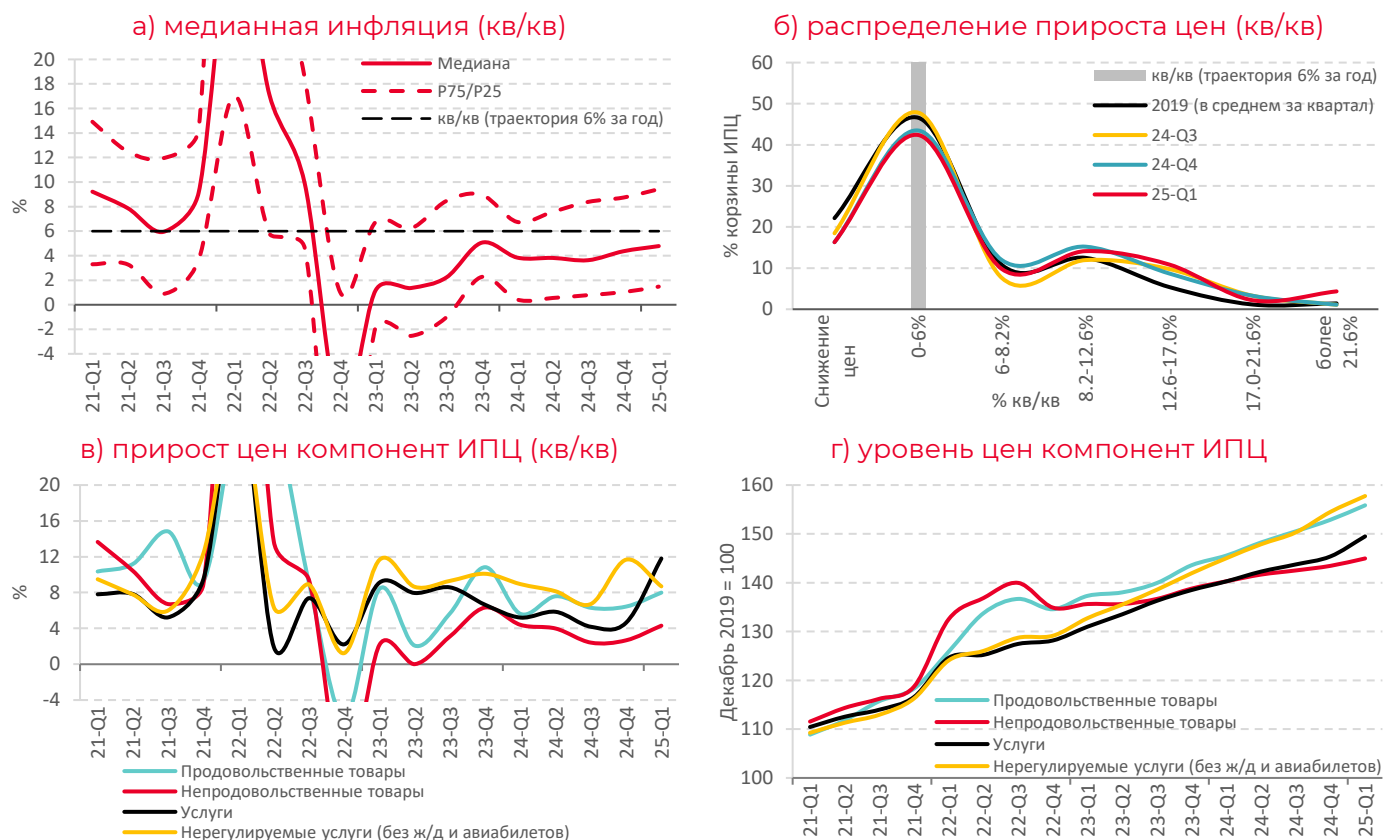 а) медианная инфляция (кв/кв)
20
18
16
14
12
10
8
6
4
2
0
-2
-4
%
Медиана
P75/P25
кв/кв (траектория 6% за год)
21-Q1
21-Q2
21-Q3
21-Q4
22-Q1
22-Q2
22-Q3
22-Q4
23-Q1
23-Q2
23-Q3
23-Q4
24-Q1
24-Q2
24-Q3
24-Q4
25-Q1
б) распределение прироста цен (кв/кв)
60
50
40
30
20
10
0
% корзины ИПЦ
кв/кв (траектория 6% за год)
2019 (в среднем за квартал)
24-Q3
24-Q4
25-Q1
Снижение
цен
0-6%
6-8.2%
8.2-12.6%
12.6-17.0%
17.0-21.6%
более
21.6%
% кв/кв
в) прирост цен компонент ИПЦ (кв/кв)
20
16
12
8
4
0
-4
%
21-Q1
21-Q2
21-Q3
21-Q4
22-Q1
22-Q2
22-Q3
22-Q4
23-Q1
23-Q2
23-Q3
23-Q4
24-Q1
24-Q2
24-Q3
24-Q4
25-Q1
Продовольственные товары
Непродовольственные товары
Услуги
Нерегулируемые услуги (без ж/д и авиабилетов)
г) уровень цен компонент ИПЦ
160
150
140
130
120
110
100
Декабрь 2019 = 100
Продовольственные товары
Непродовольственные товары
Услуги
Нерегулируемые услуги (без ж/д и авиабилетов)
21-Q1
21-Q2
21-Q3
21-Q4
22-Q1
22-Q2
22-Q3
22-Q4
23-Q1
23-Q2
23-Q3
23-Q4
24-Q1
24-Q2
24-Q3
24-Q4
25-Q1